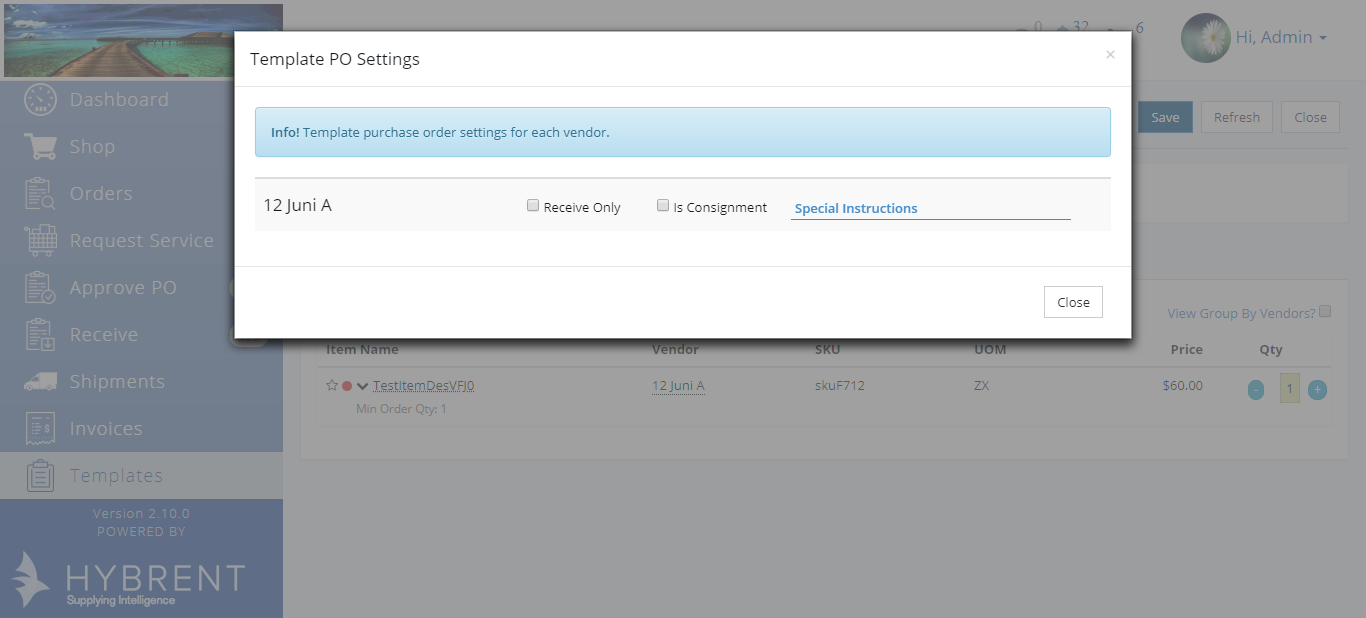 0 32 6
Hi, Admin
Template PO Settings ×
Info! Template purchase order settings for each vendor.
Save Refresh Close
12 Juni A Receive Only Is Consignment Special Instructions
Close
Dashboard
Shop
Orders
Request Service
Approve PO
Receive
Shipments
Invoices
Templates
Version 2.10.0
POWERED BY
HYBRENT
Supplying Intelligence
View Group By Vendors?
Item Name Vendor SKU UOM Price Qty
TestItemDesVFJ0 12 Juni A skuF712 ZX $60.00 - 1 +
Min Order Qty: 1